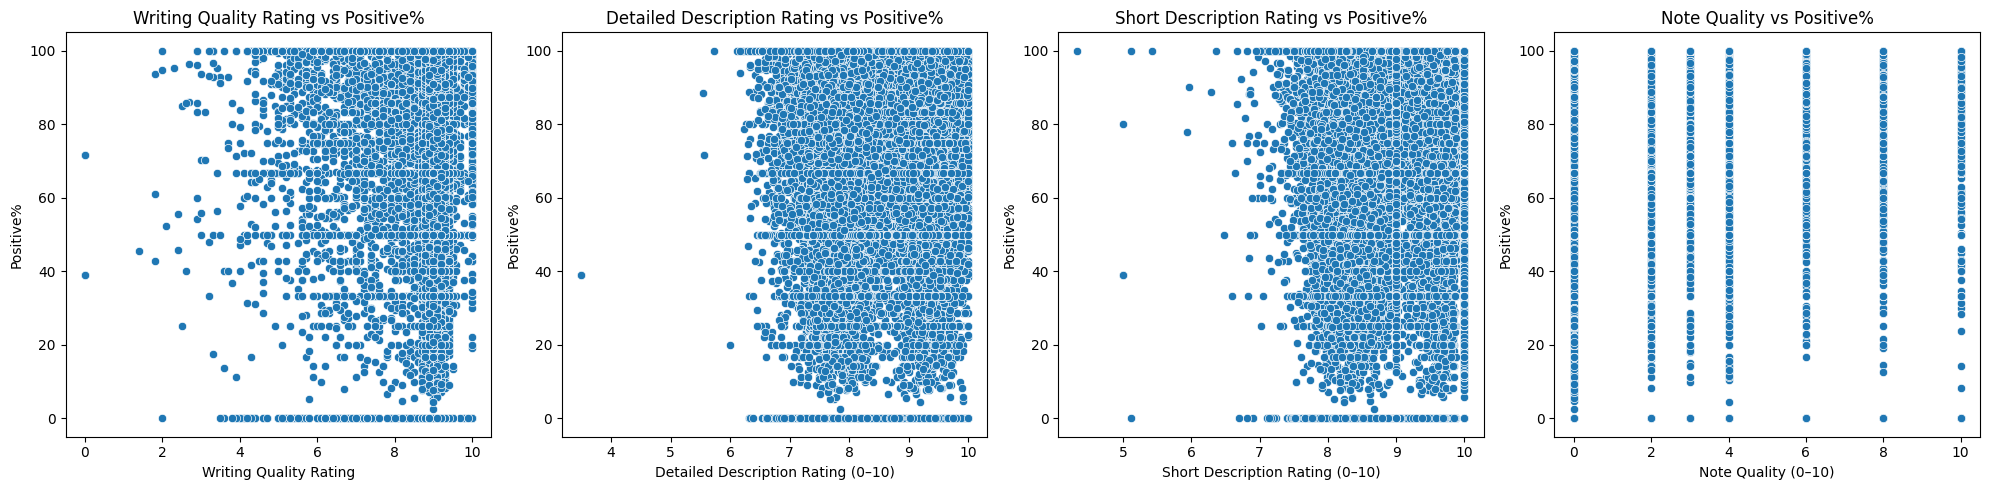 Writing Quality Rating vs Positive%
100
80
60
40
20
0
Positive%
0 2 4 6 8 10
Writing Quality Rating
Detailed Description Rating vs Positive%
100
80
60
40
20
0
Positive%
4 5 6 7 8 9 10
Detailed Description Rating (0–10)
Short Description Rating vs Positive%
100
80
60
40
20
0
Positive%
5 6 7 8 9 10
Short Description Rating (0–10)
Note Quality vs Positive%
100
80
60
40
20
0
Positive%
0 2 4 6 8 10
Note Quality (0–10)